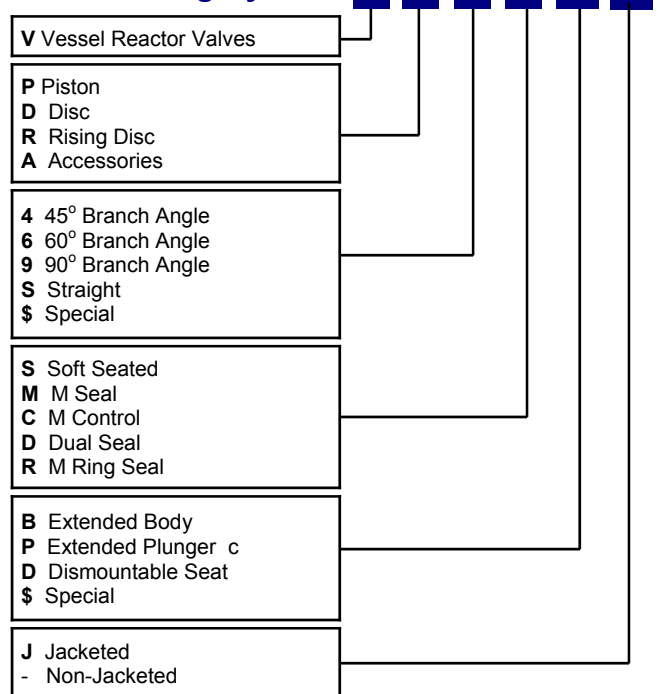 V Vessel Reactor Valves
P Piston
D Disc
R Rising Disc
A Accessories
4 45° Branch Angle
6 60° Branch Angle
9 90° Branch Angle
S Straight
$ Special
S Soft Seated
M M Seal
C M Control
D Dual Seal
R M Ring Seal
B Extended Body
P Extended Plunger c
D Dismountable Seat
$ Special
J Jacketed
- Non-Jacketed